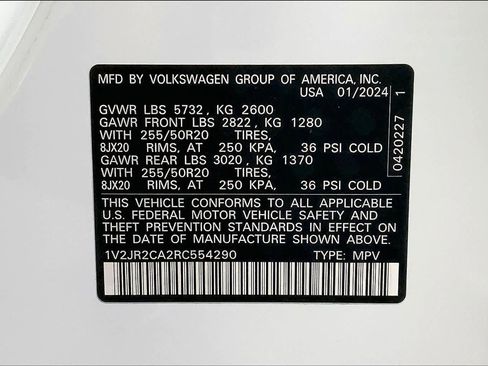 MFD BY VOLKSWAGEN GROUP OF AMERICA, INC.
USA 01/2024
GVWR LBS 5732, KG 2600
GAWR FRONT LBS 2822, KG 1280
WITH 255/50R20 TIRES,
8JX20 RIMS, AT 250 KPA, 36 PSI COLD
GAWR REAR LBS 3020, KG 1370
WITH 255/50R20 TIRES,
8JX20 RIMS, AT 250 KPA, 36 PSI COLD
THIS VEHICLE CONFORMS TO ALL APPLICABLE
U.S. FEDERAL MOTOR VEHICLE SAFETY AND
THEFT PREVENTION STANDARDS IN EFFECT ON
THE DATE OF MANUFACTURE SHOWN ABOVE.
1V2JR2CA2RC554290 TYPE: MPV
0420227 1